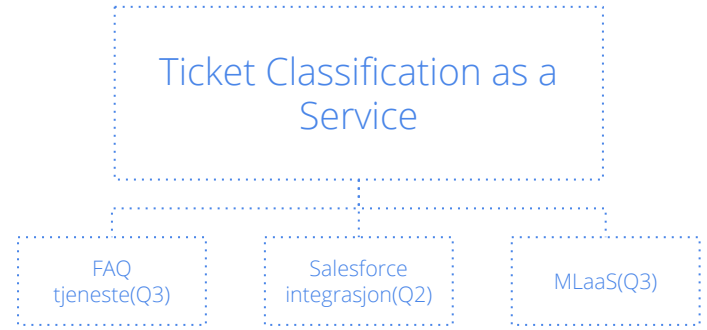 Ticket Classification as a
Service
FAQ
tjeneste(Q3)
Salesforce
integrasjon(Q2)
MLaaS(Q3)